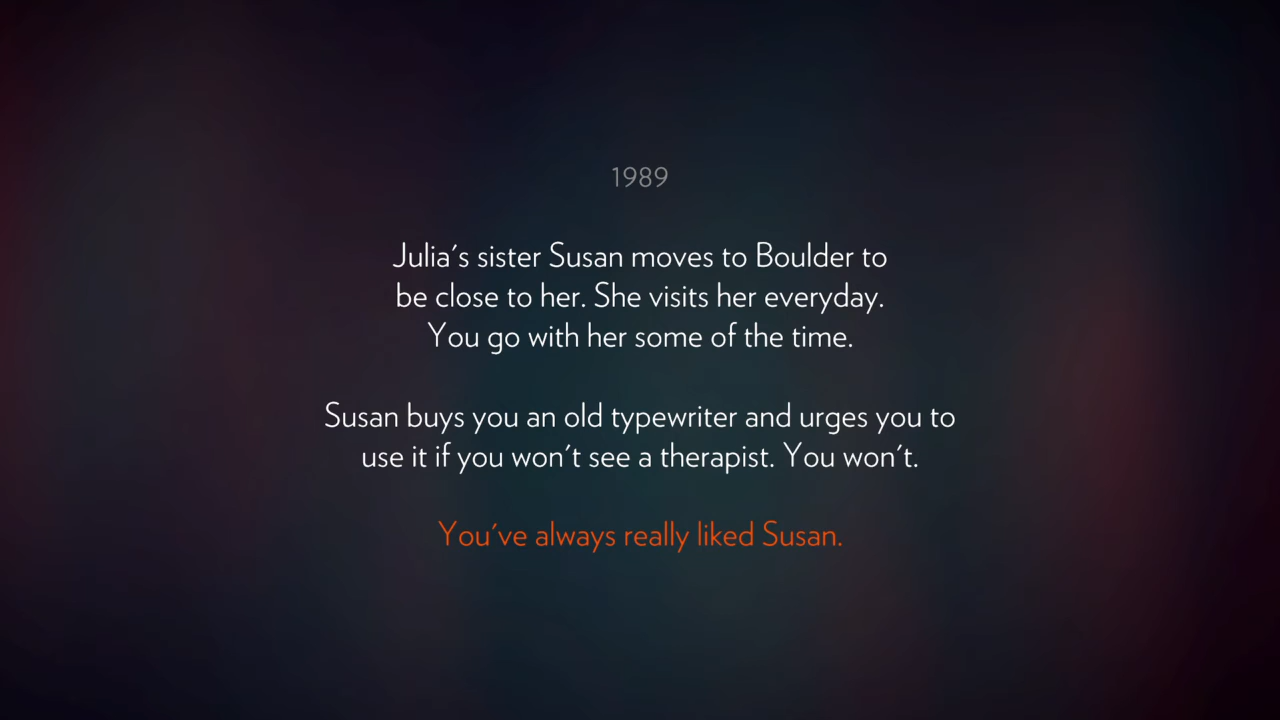 1989
Julia's sister Susan moves to Boulder to
be close to her. She visits her everyday.
You go with her some of the time.
Susan buys you an old typewriter and urges you to
use it if you won't see a therapist. You won't.
You've always really liked Susan.